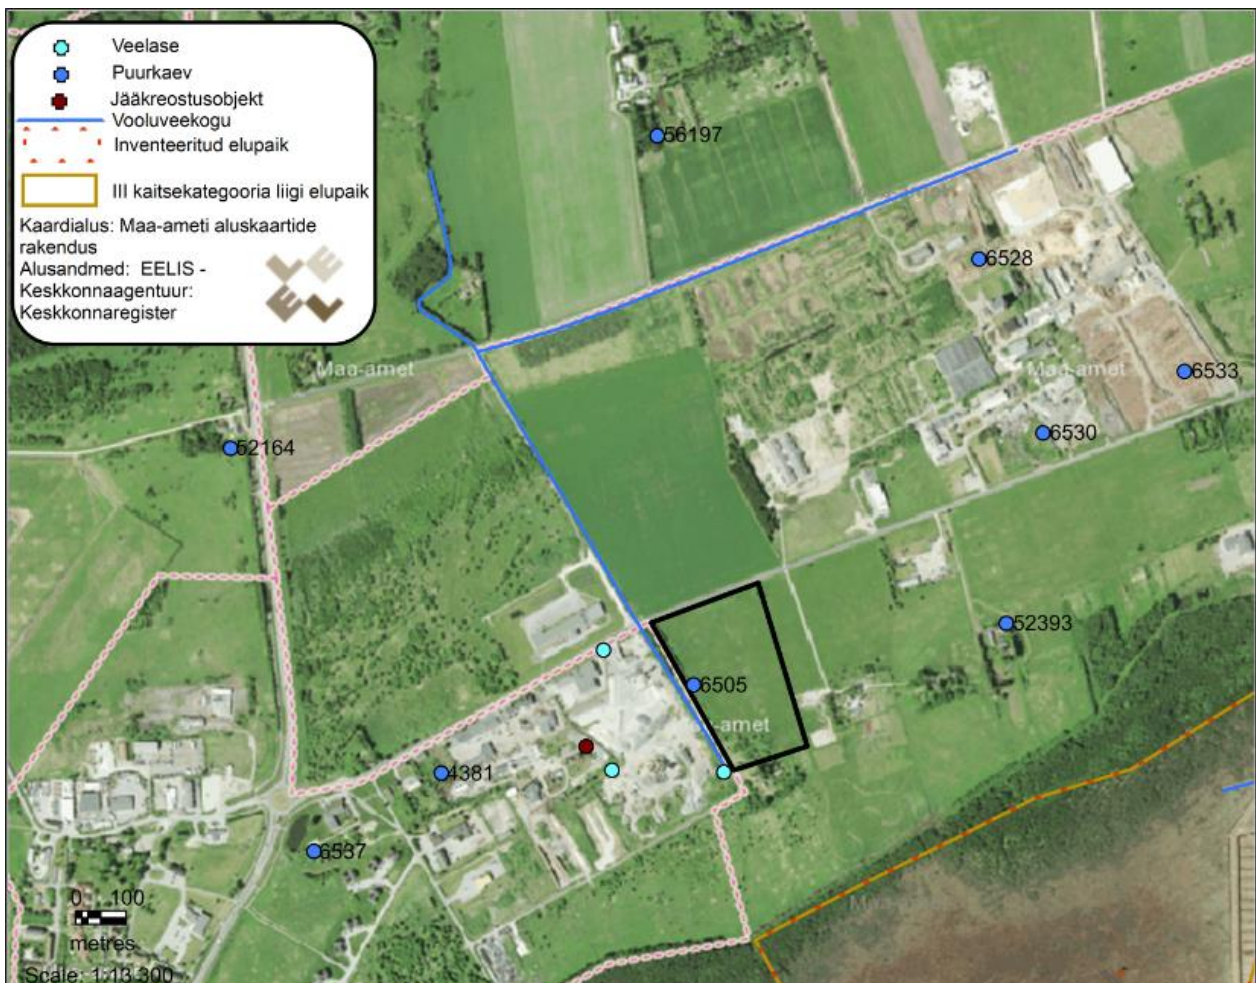 Veelase
Puurkaev
Jääkreostusobjekt
Vooluveekogu
Inventeeritud elupaik
III kaitsekategooria liigi elupaik
Kaardialus: Maa-ameti aluskaartide
rakendus
Alusandmed: EELIS -
Keskkonnaagentuur:
Keskkonnaregister
56197
6528
Maa-amet
Maa-amet
6533
6530
52164
52393
6505
-amet
4381
6537
0 100
metres
Scale: 1:13 300